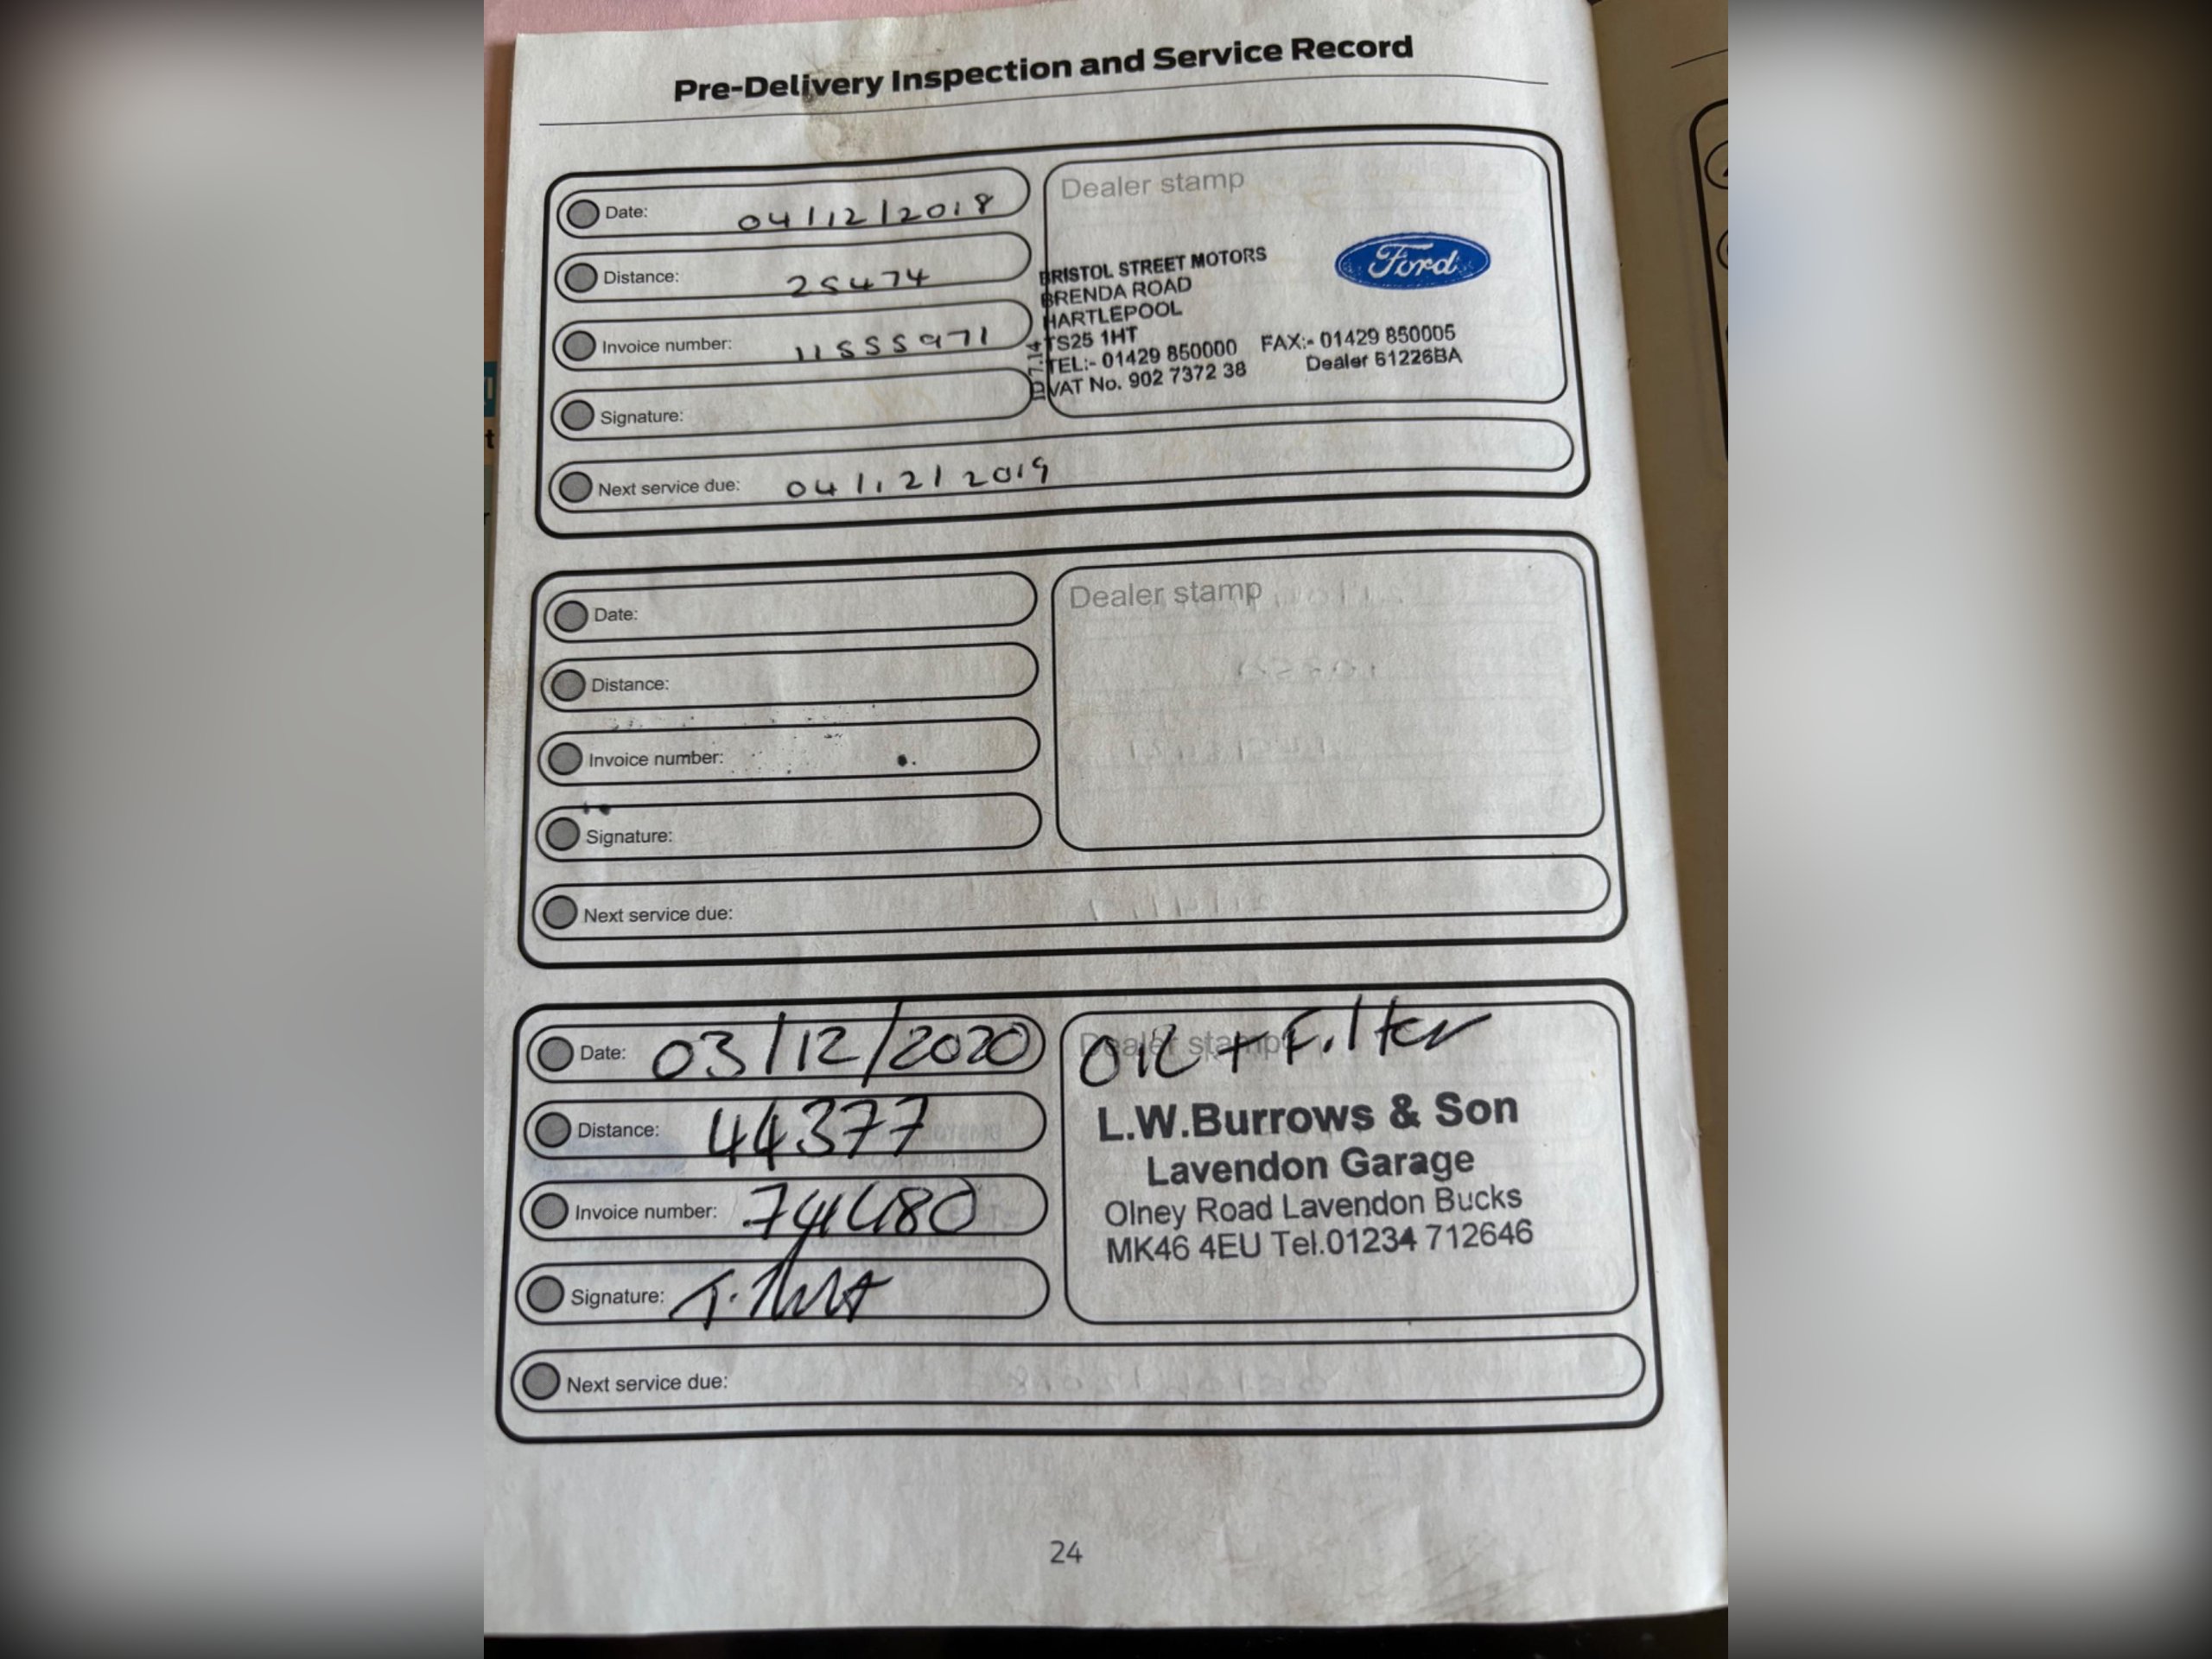 Pre-Delivery Inspection and Service Record
Date: 04/12/2018
Distance: 25474
Invoice number: 11555971
Signature:
Next service due: 04/12/2019
Dealer stamp
Ford
BRISTOL STREET MOTORS
BRENDA ROAD
HARTLEPOOL
TS25 1HT
TEL:- 01429 850000 FAX:- 01429 850005
VAT No. 902 7372 38 Dealer 61226BA
Date:
Distance:
Invoice number:
Signature:
Next service due:
Dealer stamp
Date: 03/12/2020
Distance: 44377
Invoice number:
Signature:
Next service due:
Dealer stamp
OIL + Filter
L.W.Burrows & Son
Lavendon Garage
Olney Road Lavendon Bucks
MK46 4EU Tel.01234 712646
24